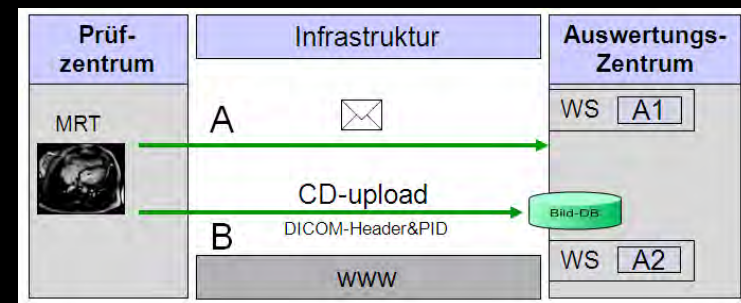 Prüf-
zentrum
Infrastruktur
Auswertungs-
Zentrum
MRT
A
WS A1
CD-upload
DICOM-Header&PID
B
Bild-DB
WS A2
www